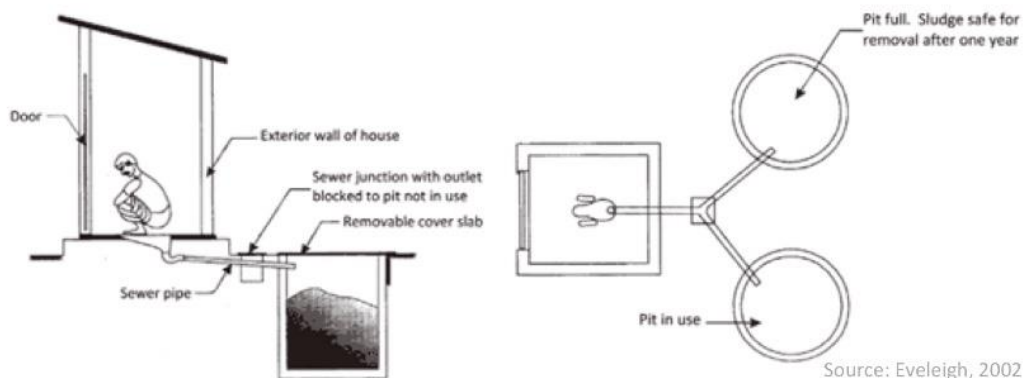 Door
Exterior wall of house
Sewer junction with outlet
blocked to pit not in use
Removable cover slab
Sewer pipe
Pit full. Sludge safe for
removal after one year
Pit in use
Source: Eveleigh, 2002